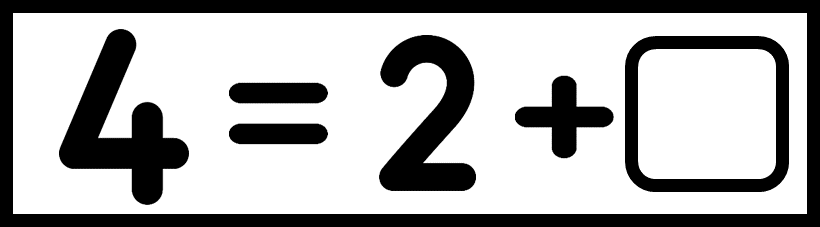 4 = 2 + □